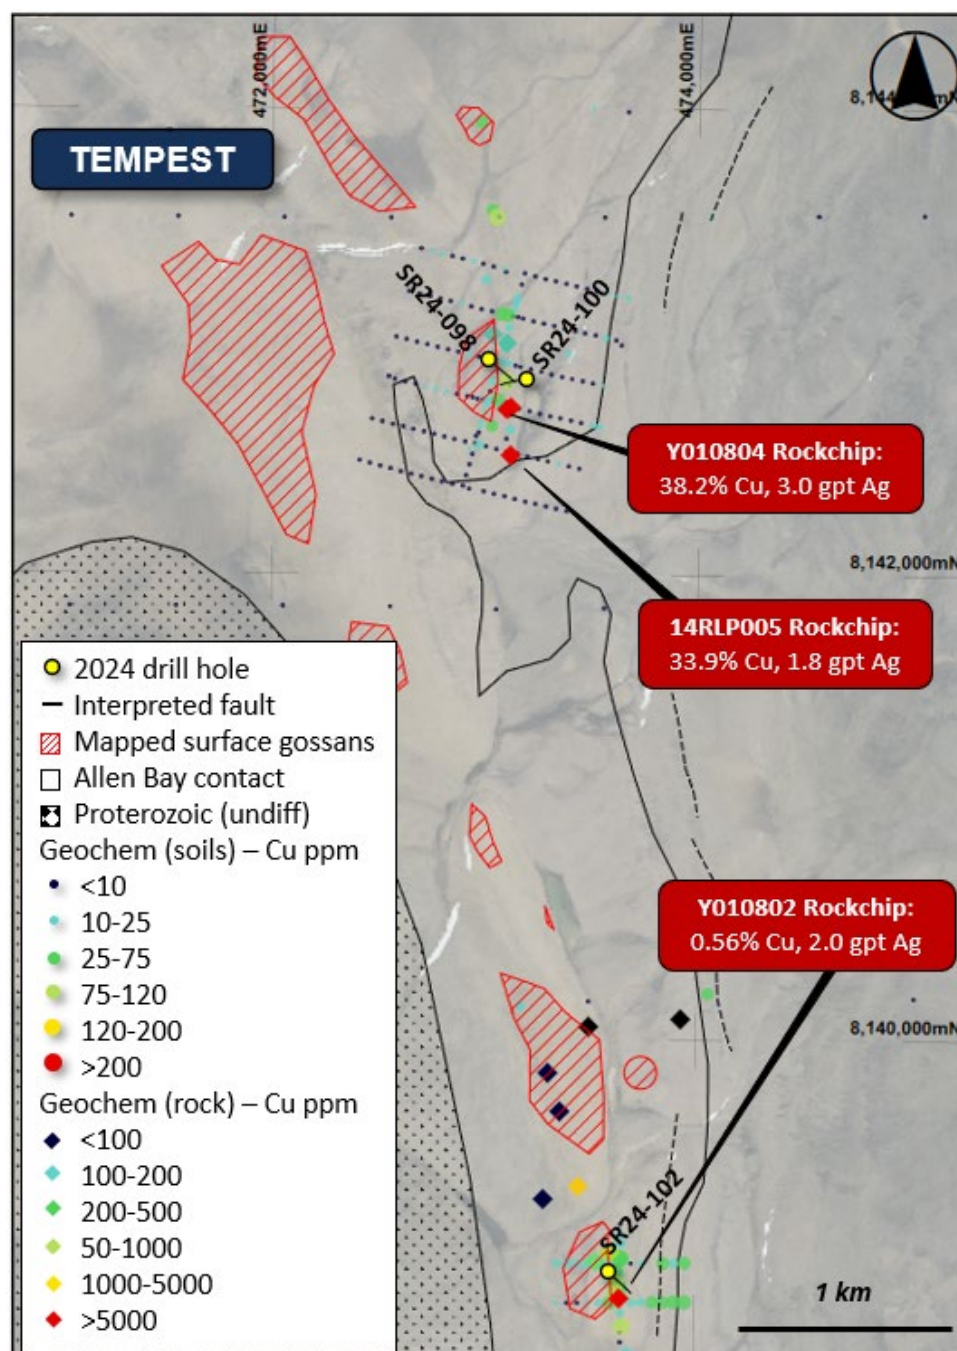 472,000mE
474,000mE
8,144,000mN
TEMPEST
SR24-098
SR24-100
Y010804 Rockchip:
38.2% Cu, 3.0 gpt Ag
8,142,000mN
14RLP005 Rockchip:
33.9% Cu, 1.8 gpt Ag
2024 drill hole
Interpreted fault
Mapped surface gossans
Allen Bay contact
Proterozoic (undiff)
Geochem (soils) – Cu ppm
<10
10-25
25-75
75-120
120-200
>200
Geochem (rock) – Cu ppm
<100
100-200
200-500
50-1000
1000-5000
>5000
Y010802 Rockchip:
0.56% Cu, 2.0 gpt Ag
8,140,000mN
SR24-102
1 km